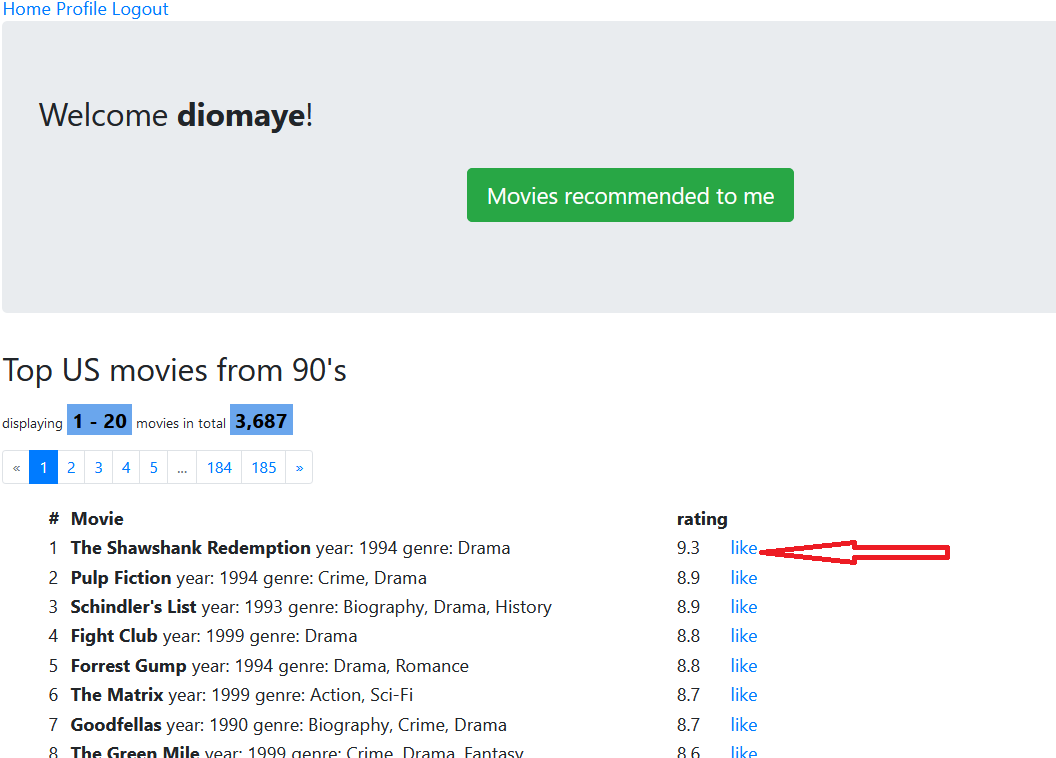 Home Profile Logout
Welcome diomaye!
Movies recommended to me
Top US movies from 90's
displaying 1 - 20 movies in total 3,687
« 1 2 3 4 5 ... 184 185 »
# Movie rating
1 The Shawshank Redemption year: 1994 genre: Drama 9.3 like
2 Pulp Fiction year: 1994 genre: Crime, Drama 8.9 like
3 Schindler's List year: 1993 genre: Biography, Drama, History 8.9 like
4 Fight Club year: 1999 genre: Drama 8.8 like
5 Forrest Gump year: 1994 genre: Drama, Romance 8.8 like
6 The Matrix year: 1999 genre: Action, Sci-Fi 8.7 like
7 Goodfellas year: 1990 genre: Biography, Crime, Drama 8.7 like
8 The Green Mile year: 1999 genre: Crime, Drama, Fantasy 8.6 like